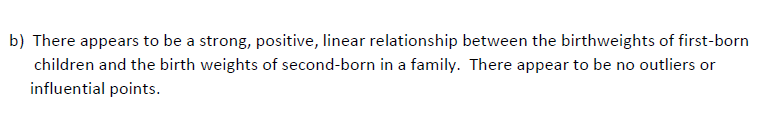 b) There appears to be a strong, positive, linear relationship between the birthweights of first-born
children and the birth weights of second-born in a family. There appear to be no outliers or
influential points.